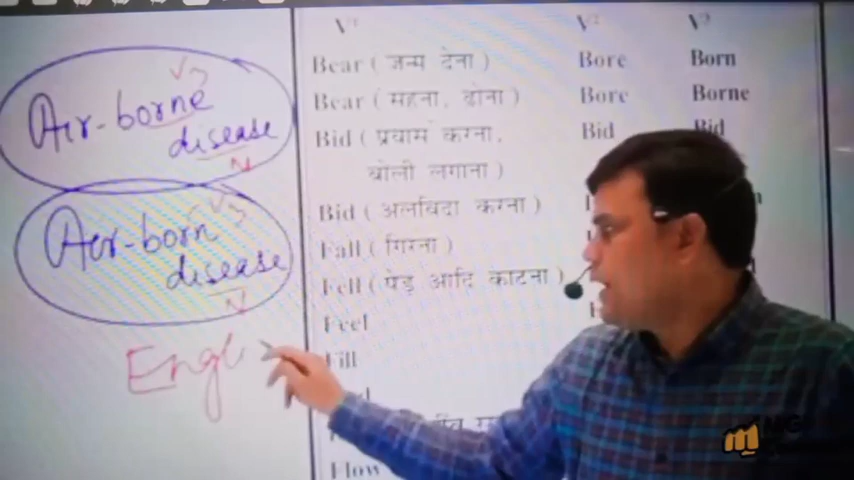 Air-borne
disease
N
Air-born
disease
N
Engl
V¹ V² V³
Bear ( जन्म देना ) Bore Born
Bear ( सहना, ढोना ) Bore Borne
Bid ( प्रयास करना, Bid Bid
बोली लगाना )
Bid ( अलविदा करना )
Fall ( गिरना )
Fell ( पेड़ आदि काटना )
Feel
Fill
Flow